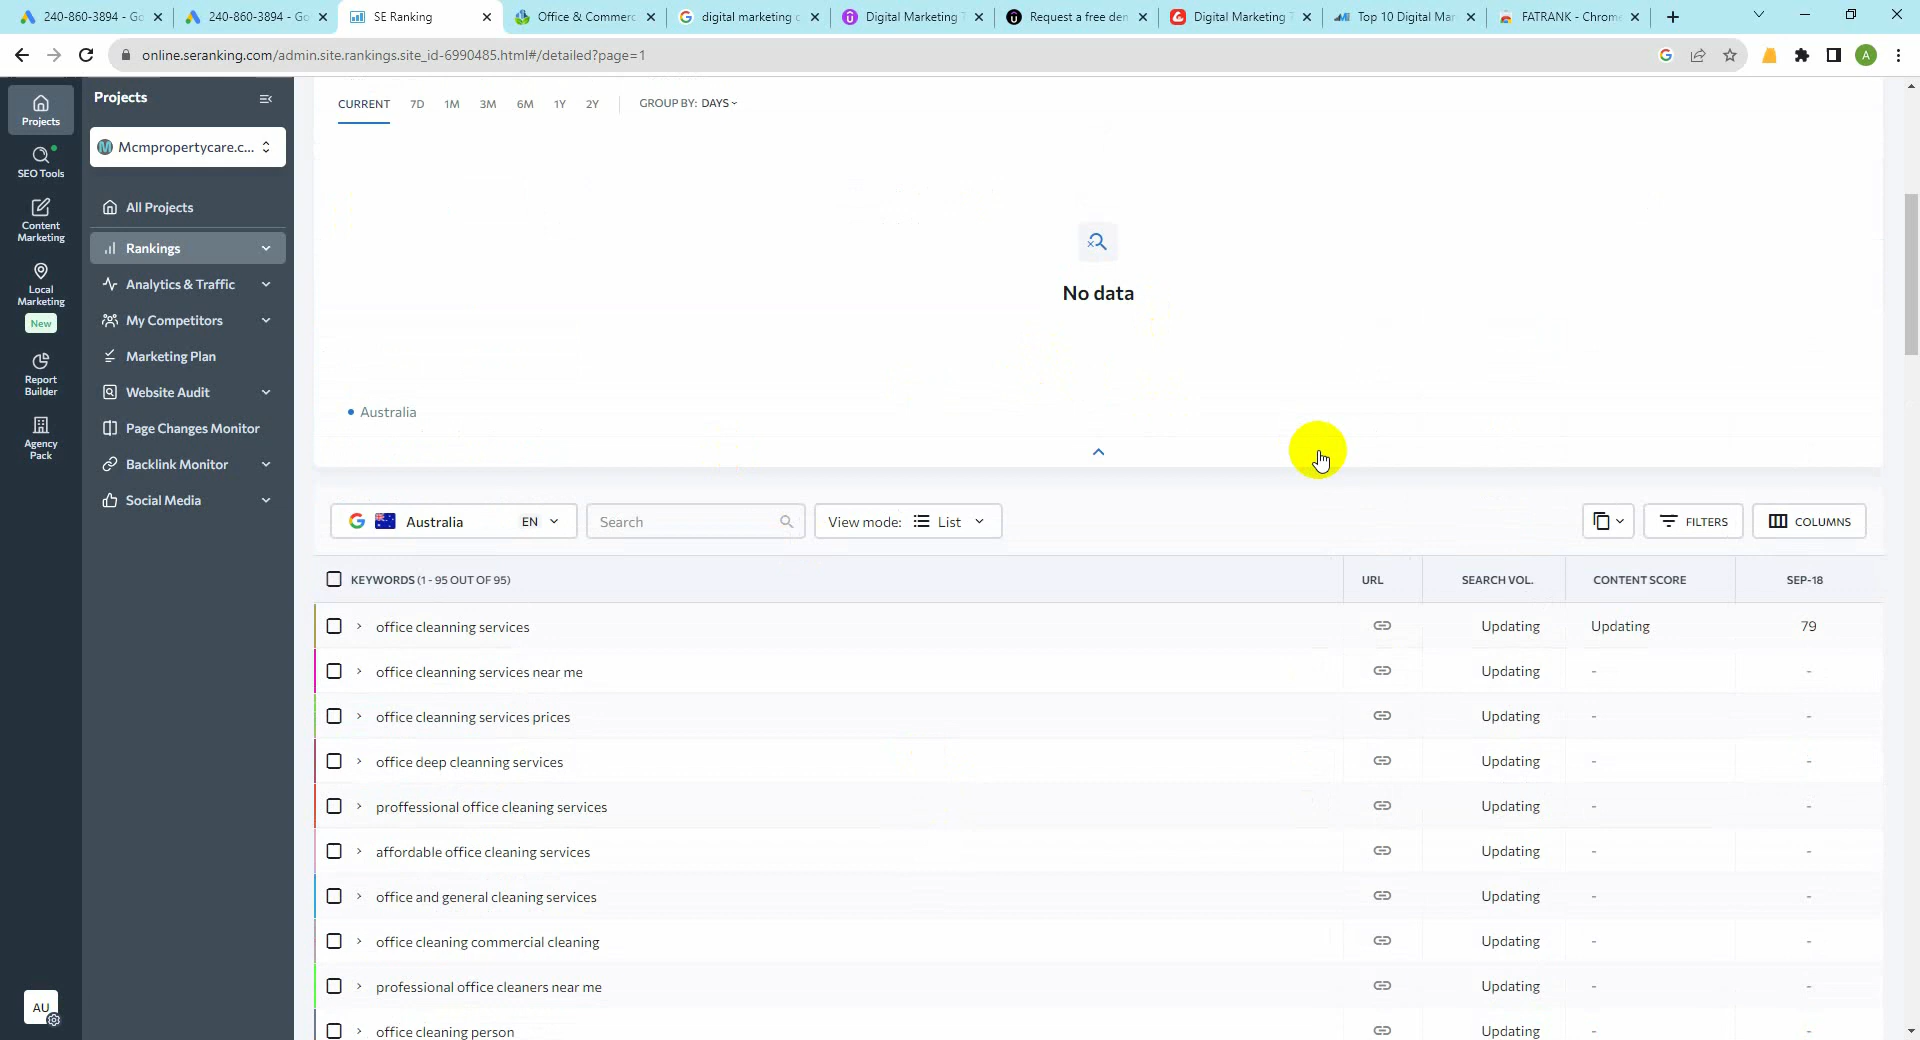 240-860-3894 - Go
240-860-3894 - Go
SE Ranking
Office & Commerc
digital marketing c
Digital Marketing T
Request a free den
Digital Marketing T
Top 10 Digital Mar
FATRANK - Chrom
online.seranking.com/admin.site.rankings.site_id-6990485.html#/detailed?page=1
A
Projects
SEO Tools
Content
Marketing
Local
Marketing
New
Report
Builder
Agency
Pack
AU
Projects
M Mcmpropertycare.c...
All Projects
Rankings
Analytics & Traffic
My Competitors
Marketing Plan
Website Audit
Page Changes Monitor
Backlink Monitor
Social Media
CURRENT 7D 1M 3M 6M 1Y 2Y GROUP BY: DAYS
No data
Australia
Australia EN Search View mode: List FILTERS COLUMNS
KEYWORDS (1 - 95 OUT OF 95) URL SEARCH VOL. CONTENT SCORE SEP-18
office cleanning services Updating Updating 79
office cleanning services near me Updating - -
office cleanning services prices Updating - -
office deep cleanning services Updating - -
proffessional office cleaning services Updating - -
affordable office cleaning services Updating - -
office and general cleaning services Updating - -
office cleaning commercial cleaning Updating - -
professional office cleaners near me Updating - -
office cleaning person Updating - -